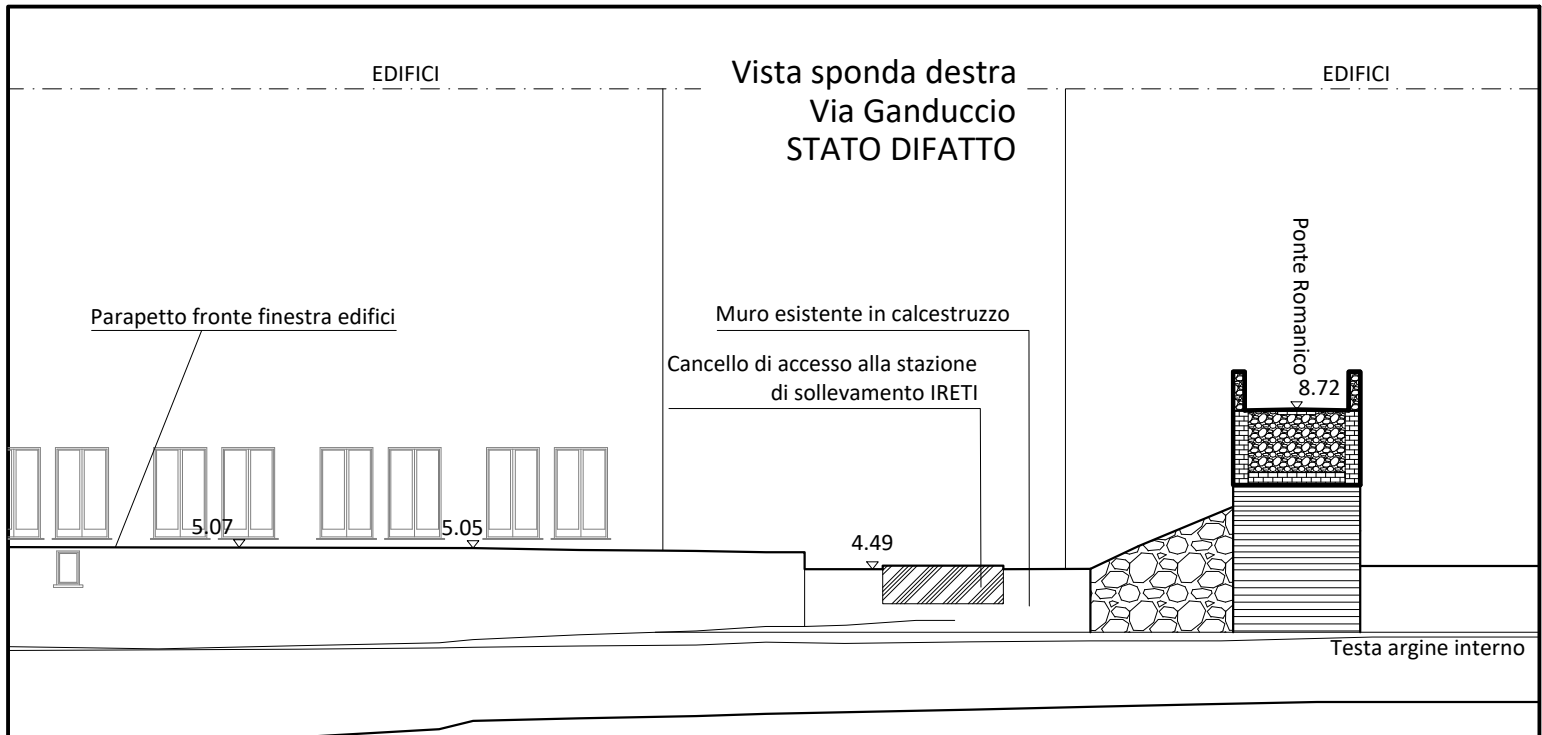 EDIFICI
Vista sponda destra
Via Ganduccio
STATO DIFATTO
EDIFICI
Ponte Romanico
Parapetto fronte finestra edifici
Muro esistente in calcestruzzo
Cancello di accesso alla stazione
di sollevamento IRETI
8.72
5.07
5.05
4.49
Testa argine interno